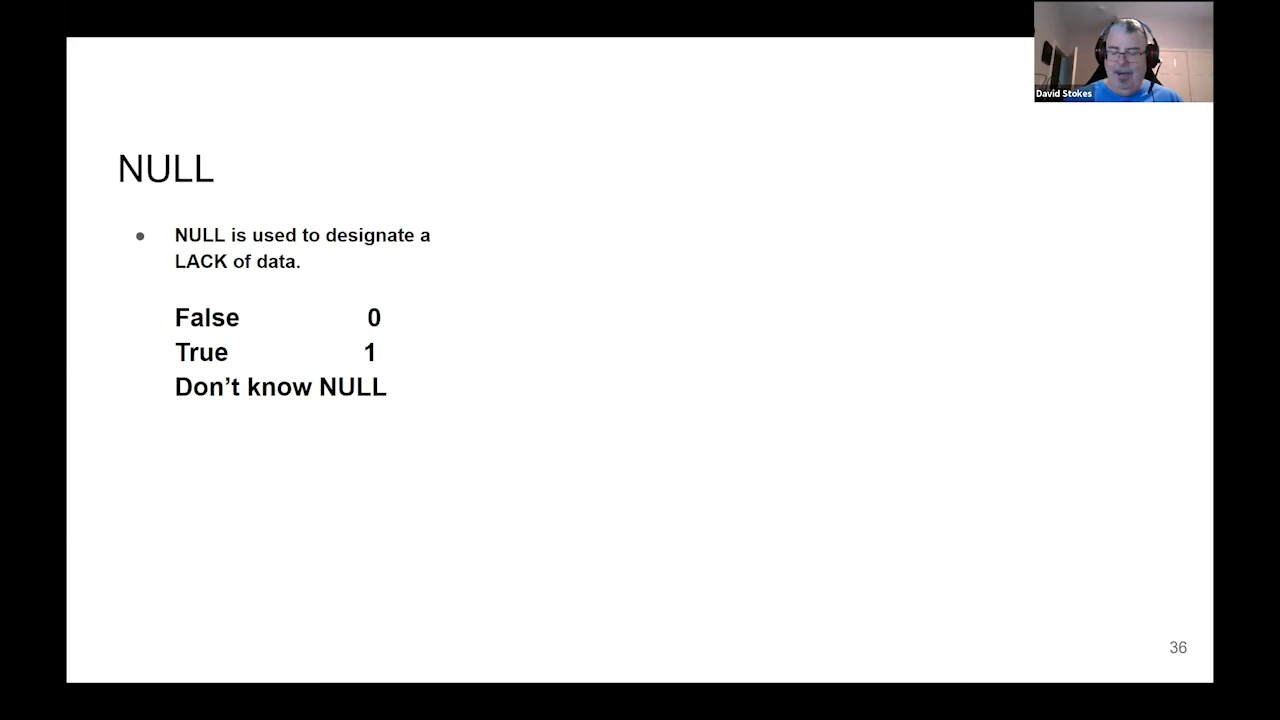 David Stokes
NULL
● NULL is used to designate a
LACK of data.
False 0
True 1
Don’t know NULL
36